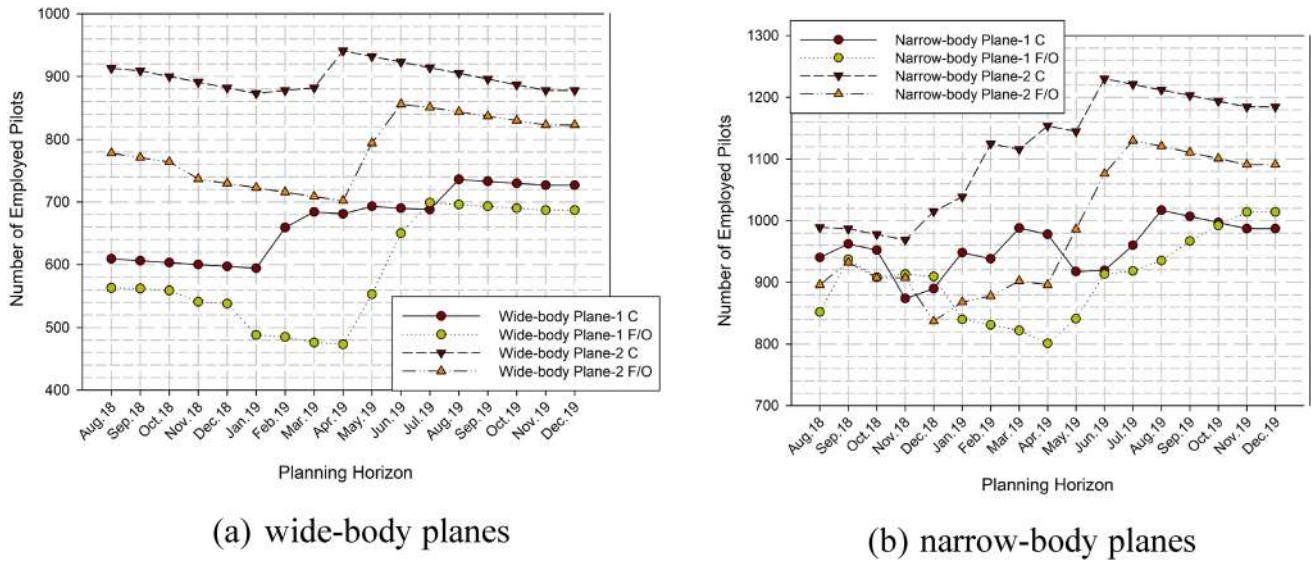 1000
900
800
700
600
500
400
Number of Employed Pilots
Wide-body Plane-1 C
Wide-body Plane-1 F/O
Wide-body Plane-2 C
Wide-body Plane-2 F/O
Aug.18
Sep.18
Oct.18
Nov.18
Dec.18
Jan.19
Feb.19
Mar.19
Apr.19
May.19
Jun.19
Jul.19
Aug.19
Sep.19
Oct.19
Nov.19
Dec.19
Planning Horizon
(a) wide-body planes
1300
1200
1100
1000
900
800
700
Number of Employed Pilots
Narrow-body Plane-1 C
Narrow-body Plane-1 F/O
Narrow-body Plane-2 C
Narrow-body Plane-2 F/O
Aug.18
Sep.18
Oct.18
Nov.18
Dec.18
Jan.19
Feb.19
Mar.19
Apr.19
May.19
Jun.19
Jul.19
Aug.19
Sep.19
Oct.19
Nov.19
Dec.19
Planning Horizon
(b) narrow-body planes